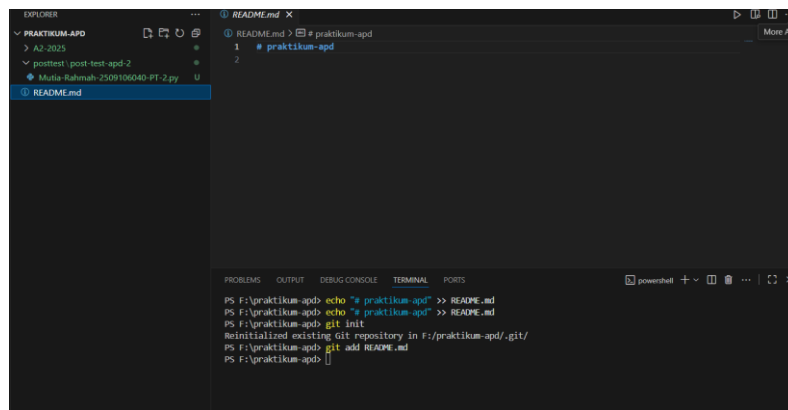 EXPLORER
PRAKTIKUM-APD
A2-2025
posttest\post-test-apd-2
Mutia-Rahmah-2509106040-PT-2.py U
README.md
README.md
README.md > # praktikum-apd
More A
1 # praktikum-apd
2
PROBLEMS OUTPUT DEBUG CONSOLE TERMINAL PORTS
powershell
PS F:\praktikum-apd> echo "# praktikum-apd" >> README.md
PS F:\praktikum-apd> echo "# praktikum-apd" >> README.md
PS F:\praktikum-apd> git init
Reinitialized existing Git repository in F:/praktikum-apd/.git/
PS F:\praktikum-apd> git add README.md
PS F:\praktikum-apd>